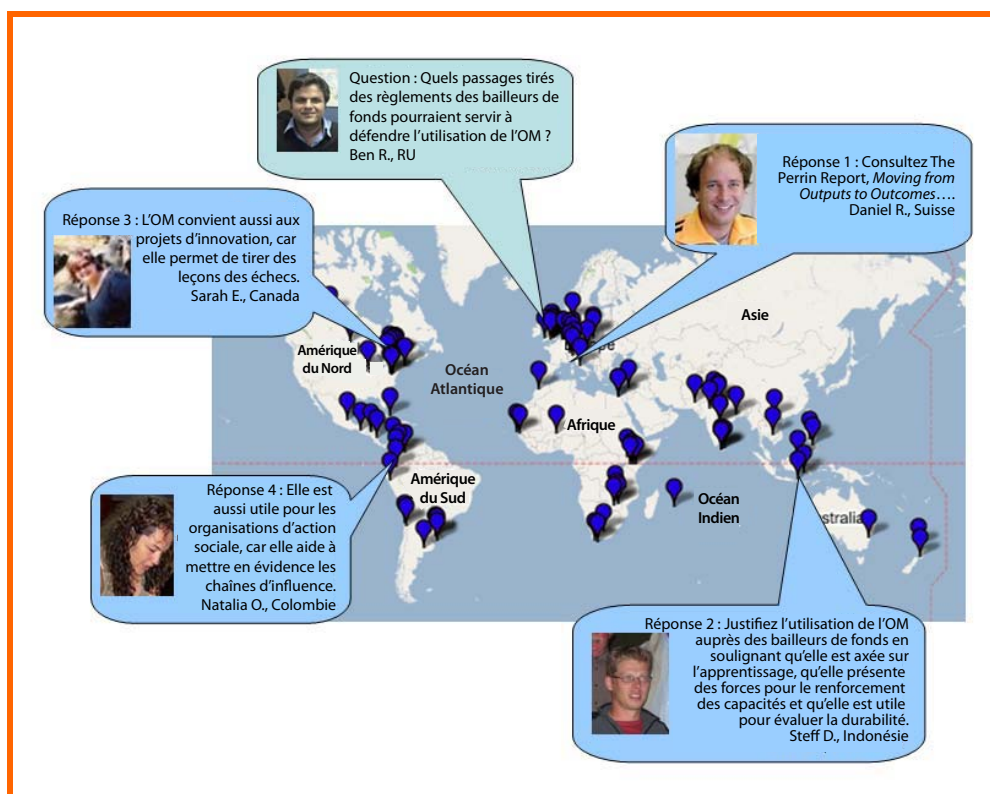 Question : Quels passages tirés
des règlements des bailleurs de
fonds pourraient servir à
défendre l’utilisation de l’OM ?
Ben R., RU
Réponse 1 : Consultez The
Perrin Report, Moving from
Outputs to Outcomes….
Daniel R., Suisse
Réponse 3 : L’OM convient aussi aux
projets d’innovation, car
elle permet de tirer des
leçons des échecs.
Sarah E., Canada
Asie
Amérique
du Nord
Océan
Atlantique
Afrique
Amérique
du Sud
Océan
Indien
Réponse 4 : Elle est
aussi utile pour les
organisations d’action
sociale, car elle aide à
mettre en évidence les
chaînes d’influence.
Natalia O., Colombie
Réponse 2 : Justifiez l’utilisation de l’OM
auprès des bailleurs de fonds en
soulignant qu’elle est axée sur
l’apprentissage, qu’elle présente
des forces pour le renforcement
des capacités et qu’elle est utile
pour évaluer la durabilité.
Steff D., Indonésie